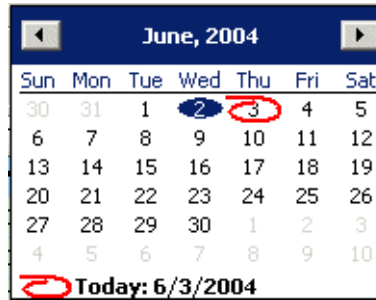 June, 2004
Sun Mon Tue Wed Thu Fri Sat
30 31 1 2 3 4 5
6 7 8 9 10 11 12
13 14 15 16 17 18 19
20 21 22 23 24 25 26
27 28 29 30 1 2 3
4 5 6 7 8 9 10
Today: 6/3/2004